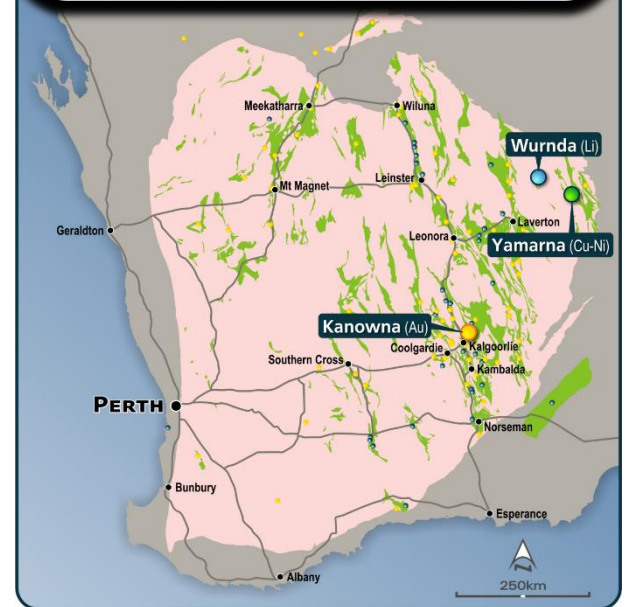 Meekatharra
Wiluna
Wurnda (Li)
Leinster
Mt Magnet
Laverton
Geraldton
Leonora
Yamarna (Cu-Ni)
Kanowna (Au)
Kalgoorlie
Coolgardie
Southern Cross
Kambalda
PERTH
Norseman
Bunbury
Esperance
N
250km
Albany